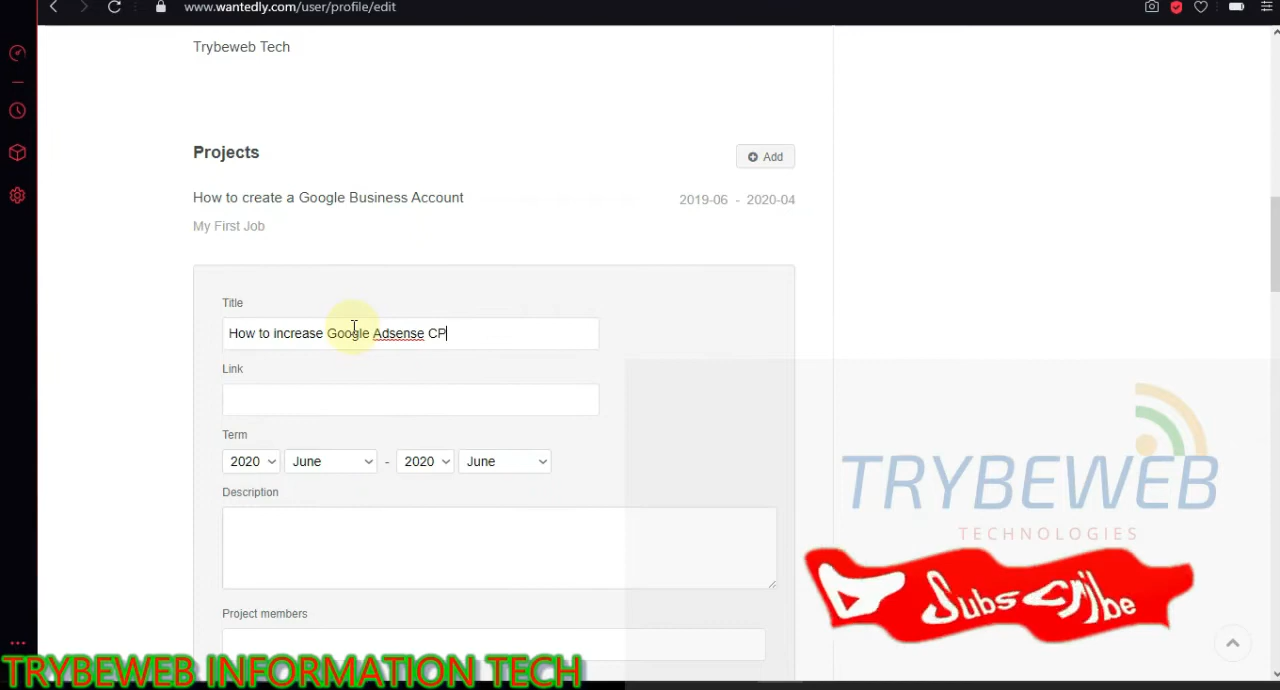 www.wantedly.com/user/profile/edit
Trybeweb Tech
Projects
Add
How to create a Google Business Account
2019-06 - 2020-04
My First Job
Title
How to increase Google Adsense CP
Link
Term
2020 June - 2020 June
Description
Project members
TRYBEWEB
TECHNOLOGIES
Subscribe
TRYBEWEB INFORMATION TECH